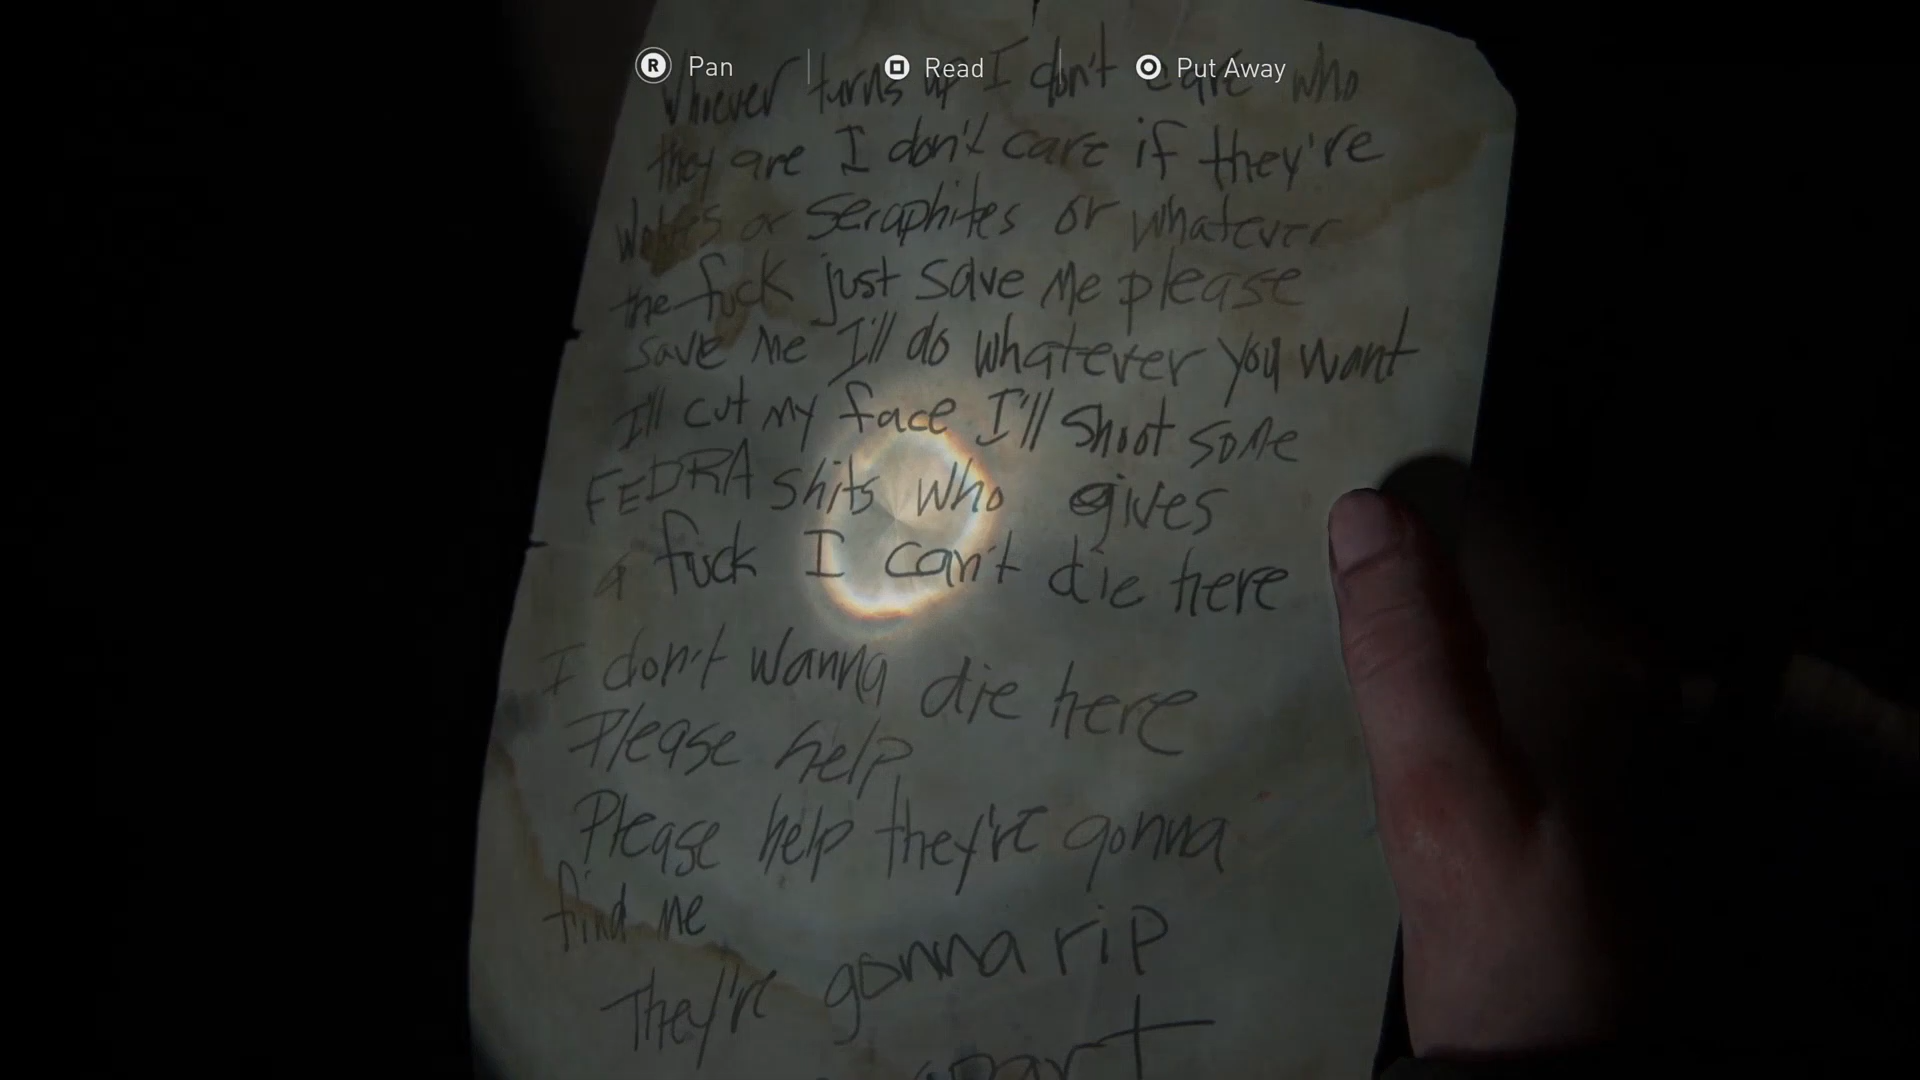 R Pan Read Put Away
Whoever turns up I don't care who
they are I don't care if they're
Wolves or Seraphites or whatever
the fuck just save me please
save me I'll do whatever you want
I'll cut my face I'll shoot some
FEDRA shits who gives
a fuck I can't die here
I don't wanna die here
Please help
Please help they're gonna
find me
They're gonna rip
apart